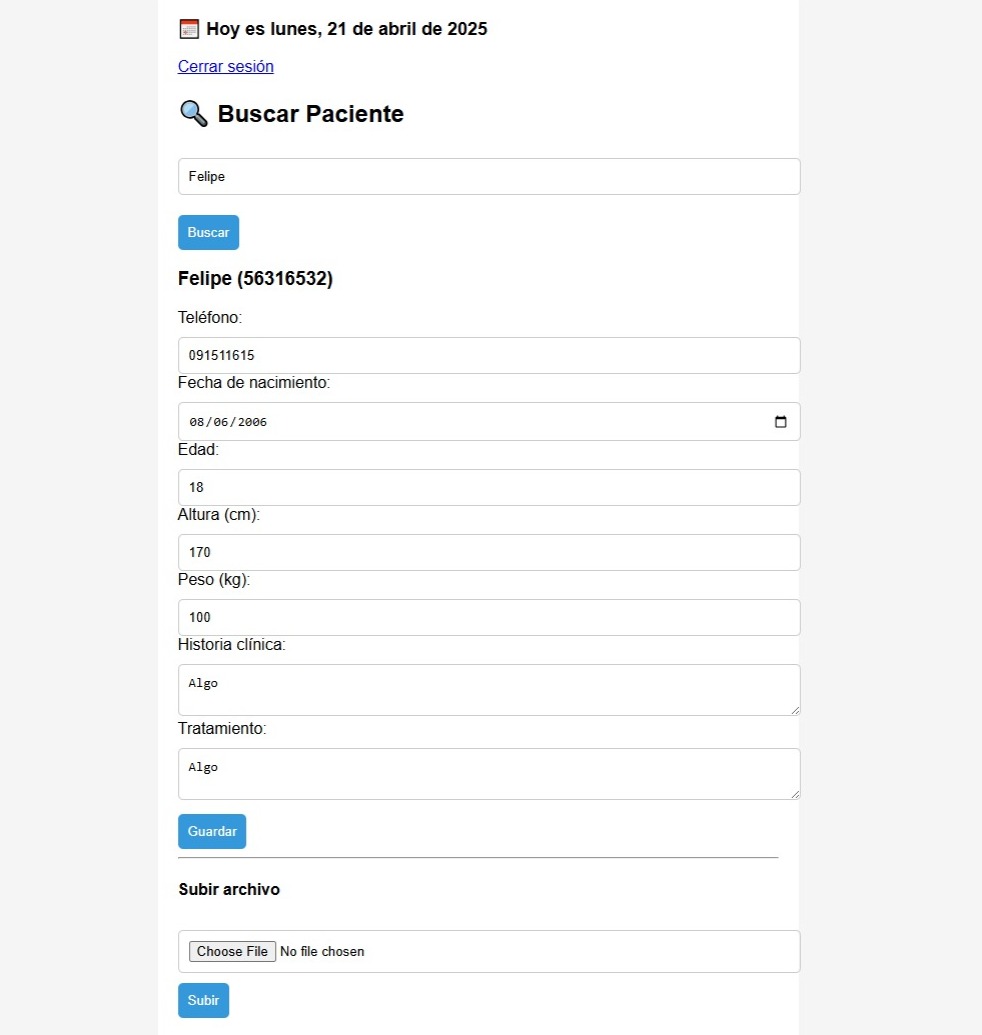 Hoy es lunes, 21 de abril de 2025
Cerrar sesión
Buscar Paciente
Felipe
Buscar
Felipe (56316532)
Teléfono:
091511615
Fecha de nacimiento:
08/06/2006
Edad:
18
Altura (cm):
170
Peso (kg):
100
Historia clínica:
Algo
Tratamiento:
Algo
Guardar
Subir archivo
Choose File No file chosen
Subir